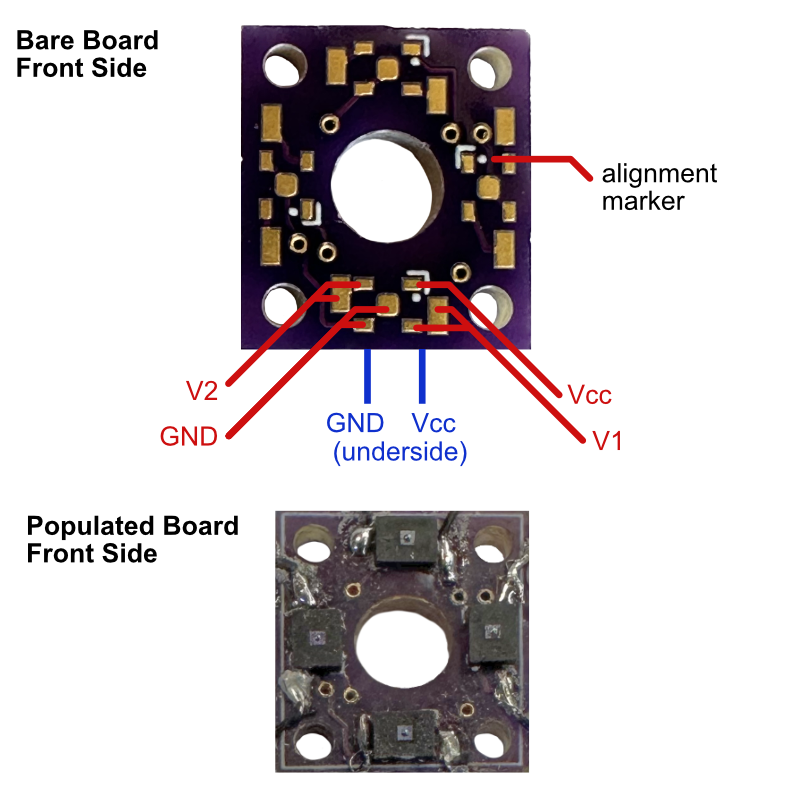 Bare Board
Front Side
alignment
marker
V2
Vcc
GND
GND Vcc
V1
(underside)
Populated Board
Front Side